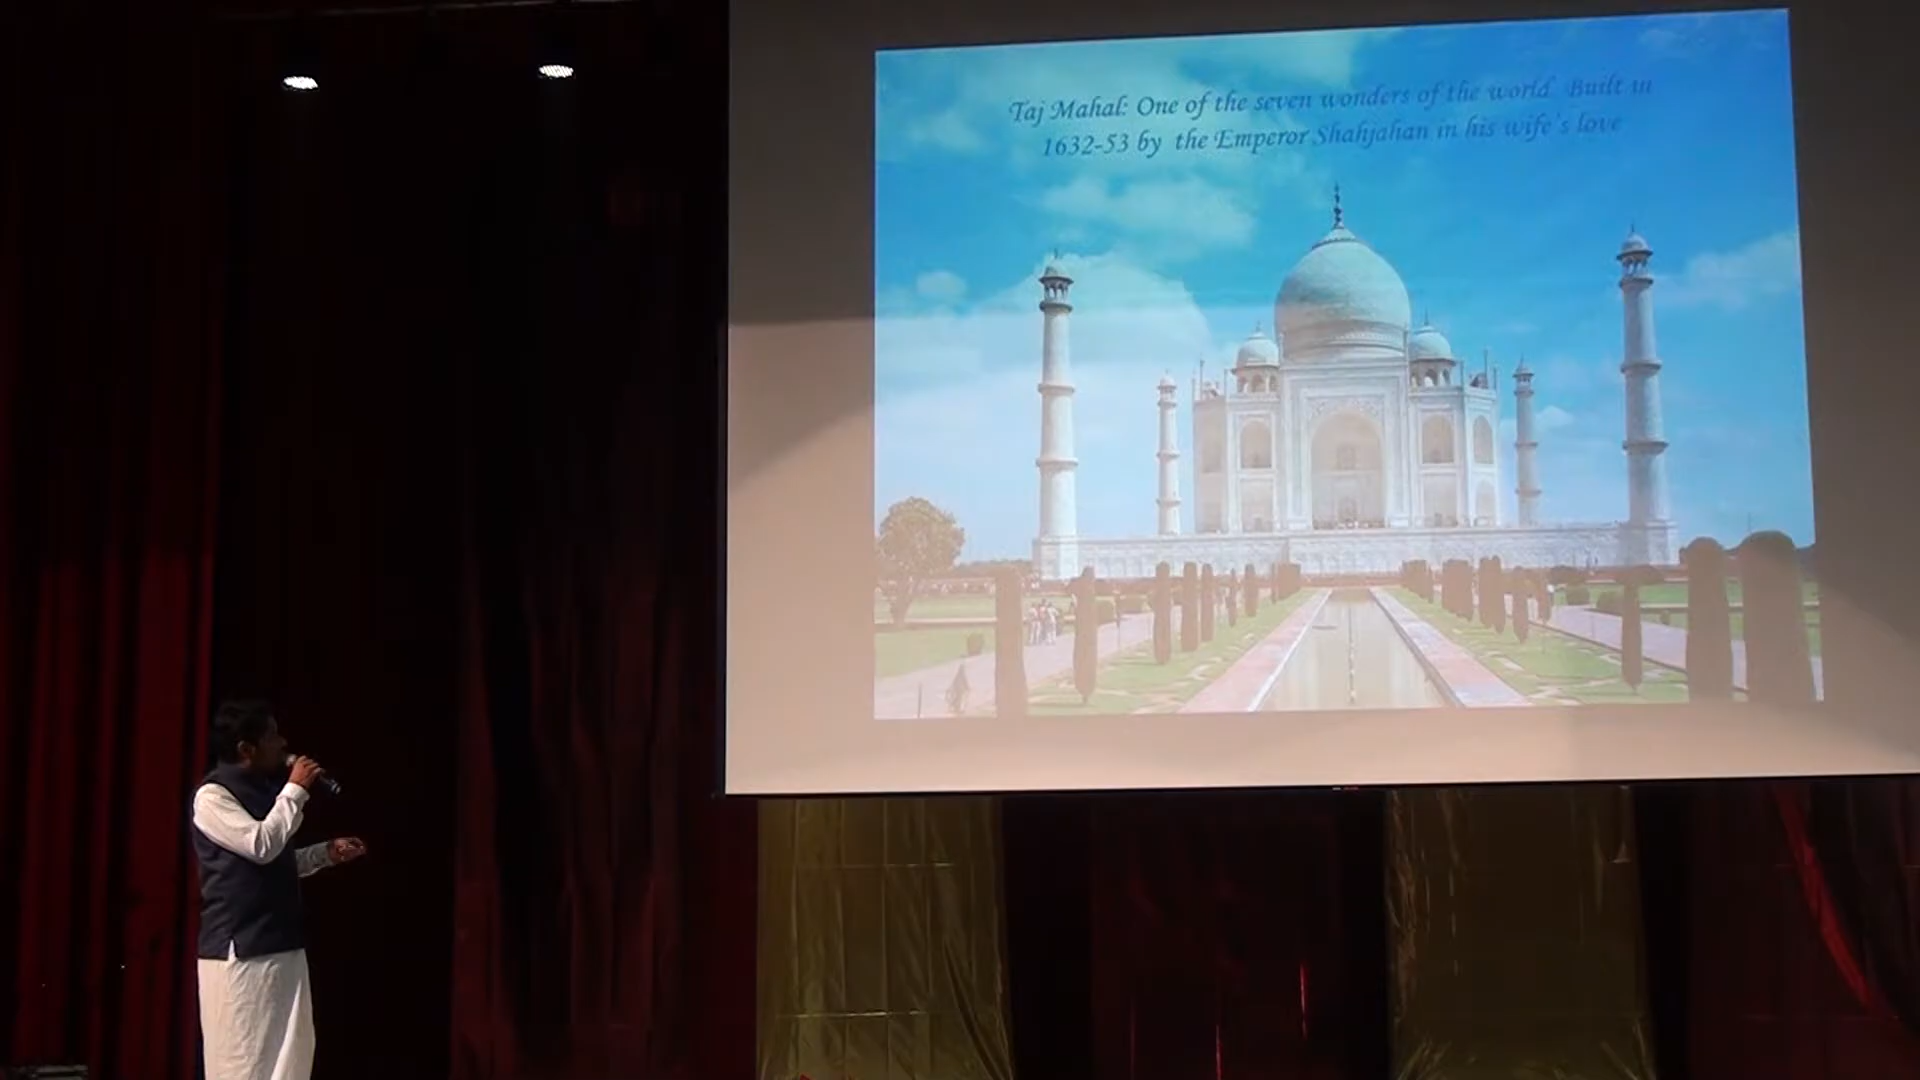 Taj Mahal: One of the seven wonders of the world. Built in
1632-53 by the Emperor Shahjahan in his wife's love